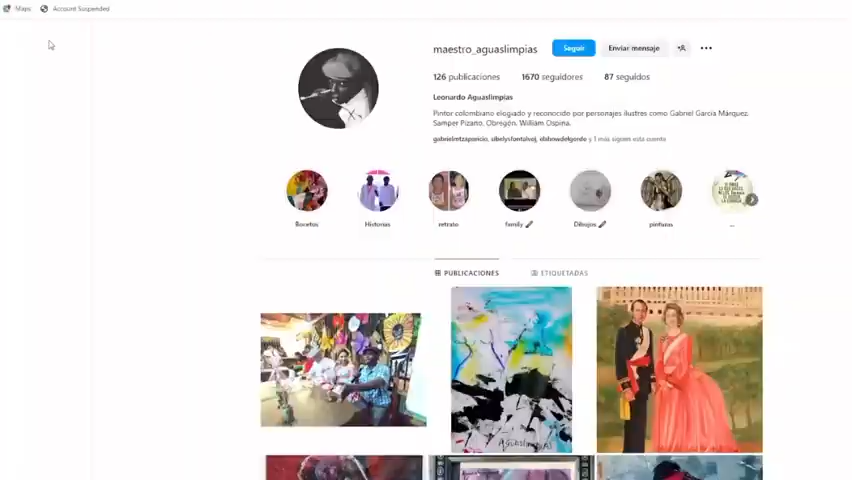 Maps Account Suspended
maestro_aguaslimpias Seguir Enviar mensaje
126 publicaciones 1670 seguidores 87 seguidos
Leonardo Aguaslimpias
Pintor colombiano elogiado y reconocido por personajes ilustres como Gabriel García Márquez.
Samper Pizano. Obregón. William Ospina.
y 1 más siguen esta cuenta
Bocetos Historias retrato family Dibujos pinturas ...
PUBLICACIONES ETIQUETADAS
AGUASLIMPIAS